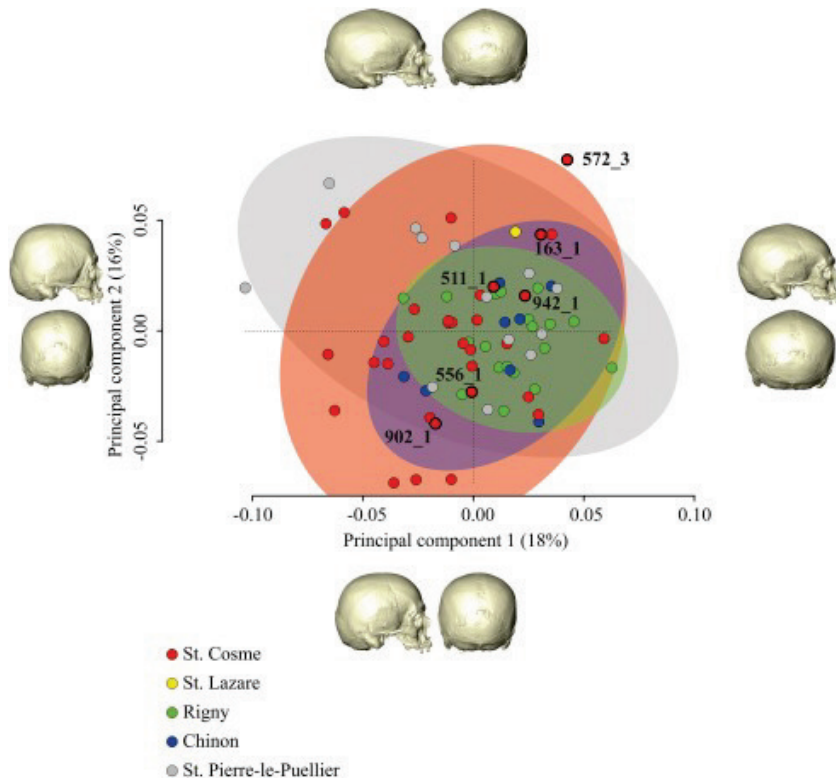 572_3
0.05
163_1
511_1
942_1
0.00
556_1
-0.05
902_1
Principal component 2 (16%)
-0.10
-0.05
0.00
0.05
0.10
Principal component 1 (18%)
St. Cosme
St. Lazare
Rigny
Chinon
St. Pierre-le-Puellier